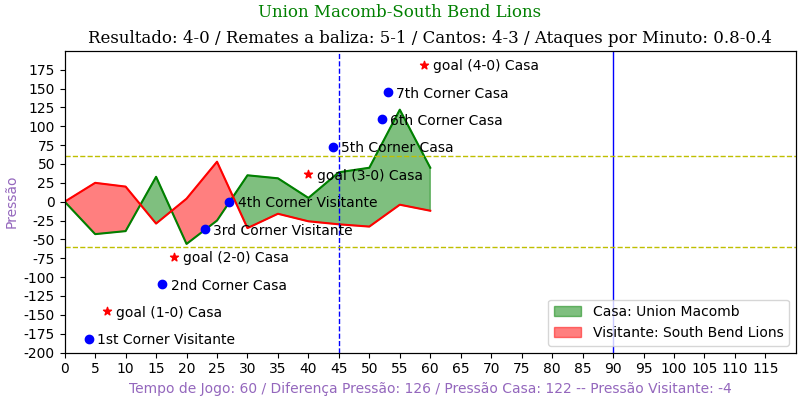 Union Macomb-South Bend Lions
Resultado: 4-0 / Remates a baliza: 5-1 / Cantos: 4-3 / Ataques por Minuto: 0.8-0.4
175
150
125
100
75
50
25
0
-25
-50
-75
-100
-125
-150
-175
-200
Pressão
goal (4-0) Casa
7th Corner Casa
6th Corner Casa
5th Corner Casa
goal (3-0) Casa
4th Corner Visitante
3rd Corner Visitante
goal (2-0) Casa
2nd Corner Casa
goal (1-0) Casa
1st Corner Visitante
Casa: Union Macomb
Visitante: South Bend Lions
0 5 10 15 20 25 30 35 40 45 50 55 60 65 70 75 80 85 90 95 100 105 110 115
Tempo de Jogo: 60 / Diferença Pressão: 126 / Pressão Casa: 122 -- Pressão Visitante: -4